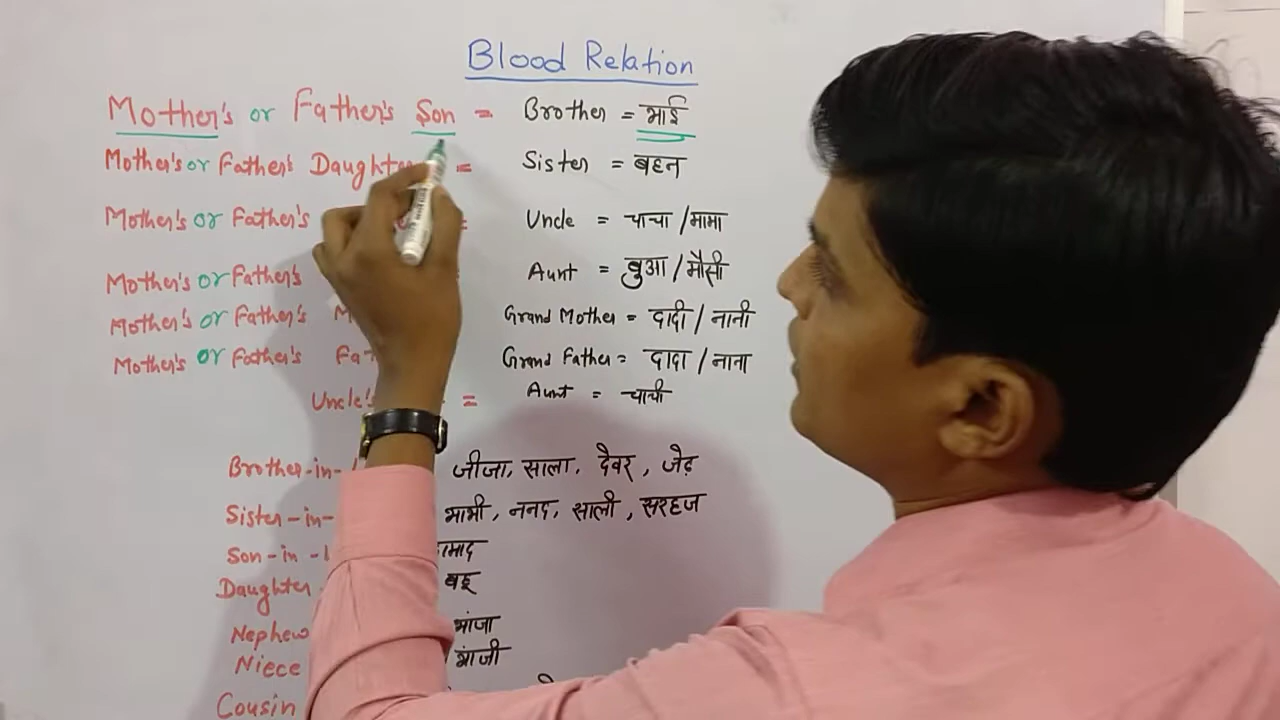 Blood Relation
Mother's or Father's Son = Brother = भाई
Mother's or Father's Daughter = Sister = बहन
Mother's or Father's = Uncle = चाचा / मामा
Mother's or Father's Aunt = बुआ / मौसी
Mother's or Father's Grand Mother = दादी / नानी
Mother's or Father's Grand Father = दादा / नाना
Uncle's = Aunt = चाची
Brother-in- जीजा, साला, देवर, जेठ
Sister-in- भाभी, ननद, साली, सरहज
Son-in-
Daughter बहू
Nephew भांजा
Niece भांजी
Cousin